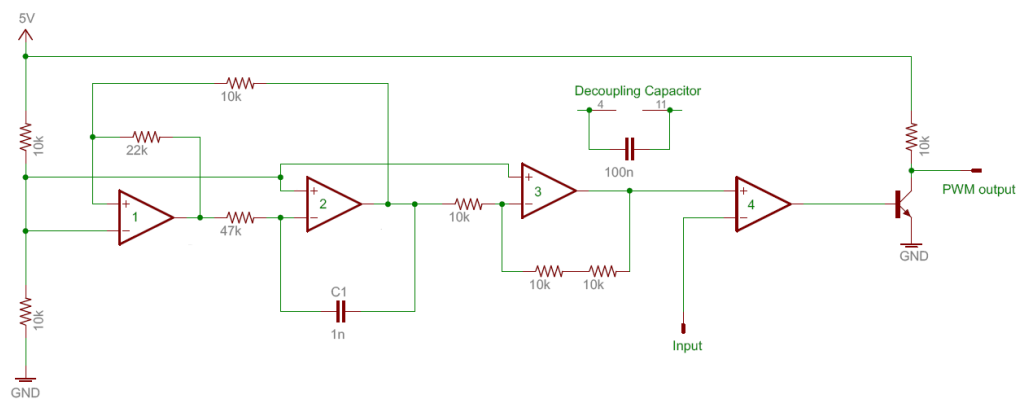 5V
10k
Decoupling Capacitor
4 11
10k
22k
10k
100n
+
+
+
+
1
2
3
4
-
-
-
-
47k
10k
PWM output
GND
10k 10k
C1
1n
10k
Input
GND